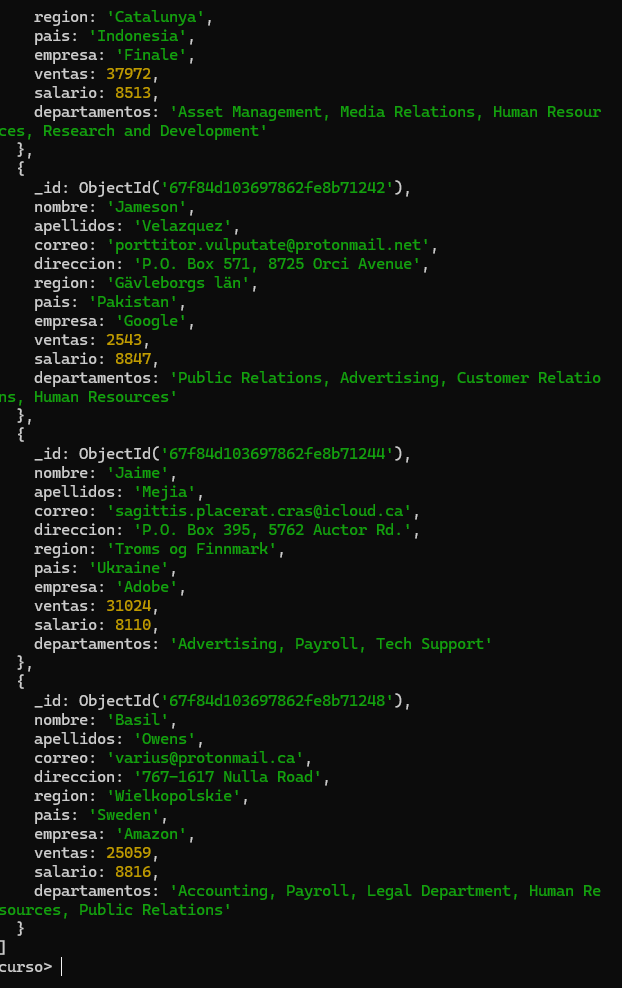 region: 'Catalunya',
pais: 'Indonesia',
empresa: 'Finale',
ventas: 37972,
salario: 8513,
departamentos: 'Asset Management, Media Relations, Human Resour
ces, Research and Development'
},
{
_id: ObjectId('67f84d103697862fe8b71242'),
nombre: 'Jameson',
apellidos: 'Velazquez',
correo: 'porttitor.vulputate@protonmail.net',
direccion: 'P.O. Box 571, 8725 Orci Avenue',
region: 'Gävleborgs län',
pais: 'Pakistan',
empresa: 'Google',
ventas: 2543,
salario: 8847,
departamentos: 'Public Relations, Advertising, Customer Relatio
ns, Human Resources'
},
{
_id: ObjectId('67f84d103697862fe8b71244'),
nombre: 'Jaime',
apellidos: 'Mejia',
correo: 'sagittis.placerat.cras@icloud.ca',
direccion: 'P.O. Box 395, 5762 Auctor Rd.',
region: 'Troms og Finnmark',
pais: 'Ukraine',
empresa: 'Adobe',
ventas: 31024,
salario: 8110,
departamentos: 'Advertising, Payroll, Tech Support'
},
{
_id: ObjectId('67f84d103697862fe8b71248'),
nombre: 'Basil',
apellidos: 'Owens',
correo: 'varius@protonmail.ca',
direccion: '767-1617 Nulla Road',
region: 'Wielkopolskie',
pais: 'Sweden',
empresa: 'Amazon',
ventas: 25059,
salario: 8816,
departamentos: 'Accounting, Payroll, Legal Department, Human Re
sources, Public Relations'
}
]
curso>